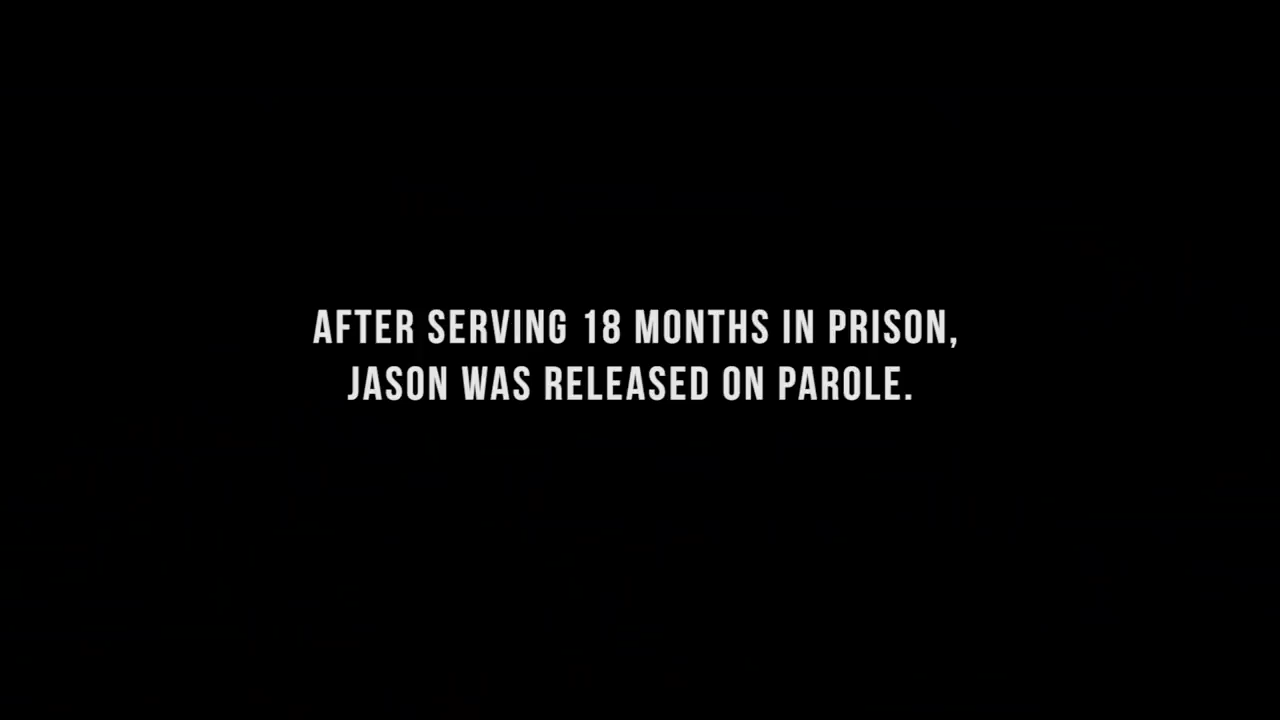 AFTER SERVING 18 MONTHS IN PRISON,
JASON WAS RELEASED ON PAROLE.